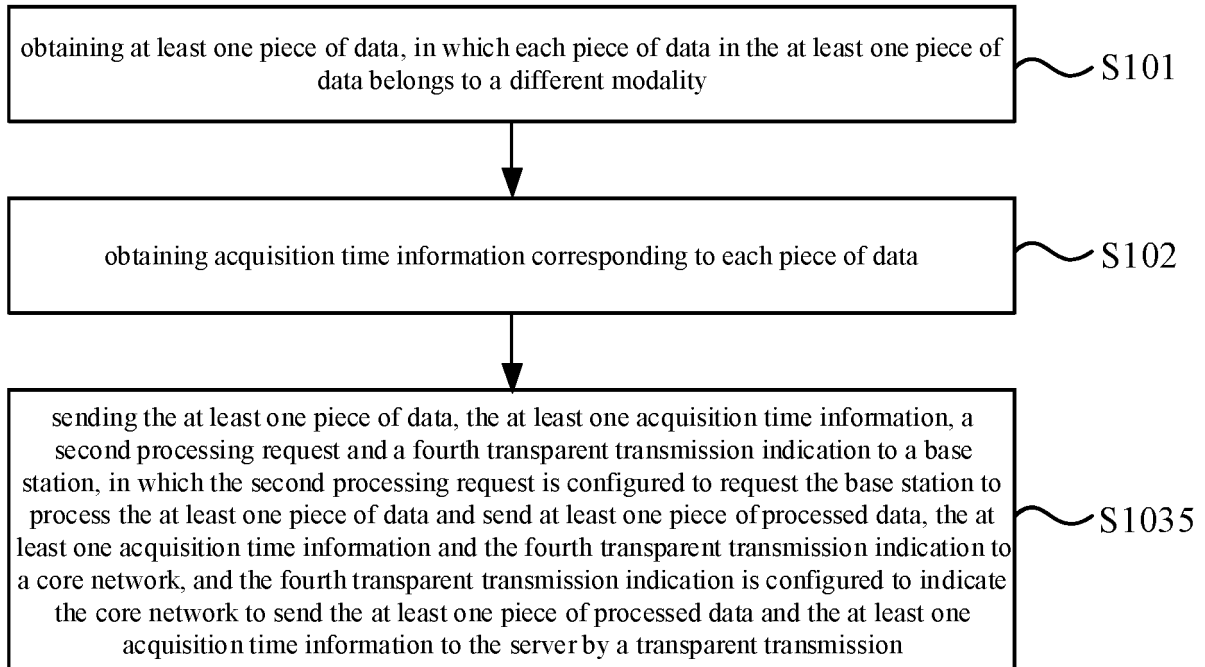 obtaining at least one piece of data, in which each piece of data in the at least one piece of
data belongs to a different modality
S101
obtaining acquisition time information corresponding to each piece of data
S102
sending the at least one piece of data, the at least one acquisition time information, a
second processing request and a fourth transparent transmission indication to a base
station, in which the second processing request is configured to request the base station to
process the at least one piece of data and send at least one piece of processed data, the at
least one acquisition time information and the fourth transparent transmission indication to
a core network, and the fourth transparent transmission indication is configured to indicate
the core network to send the at least one piece of processed data and the at least one
acquisition time information to the server by a transparent transmission
S1035